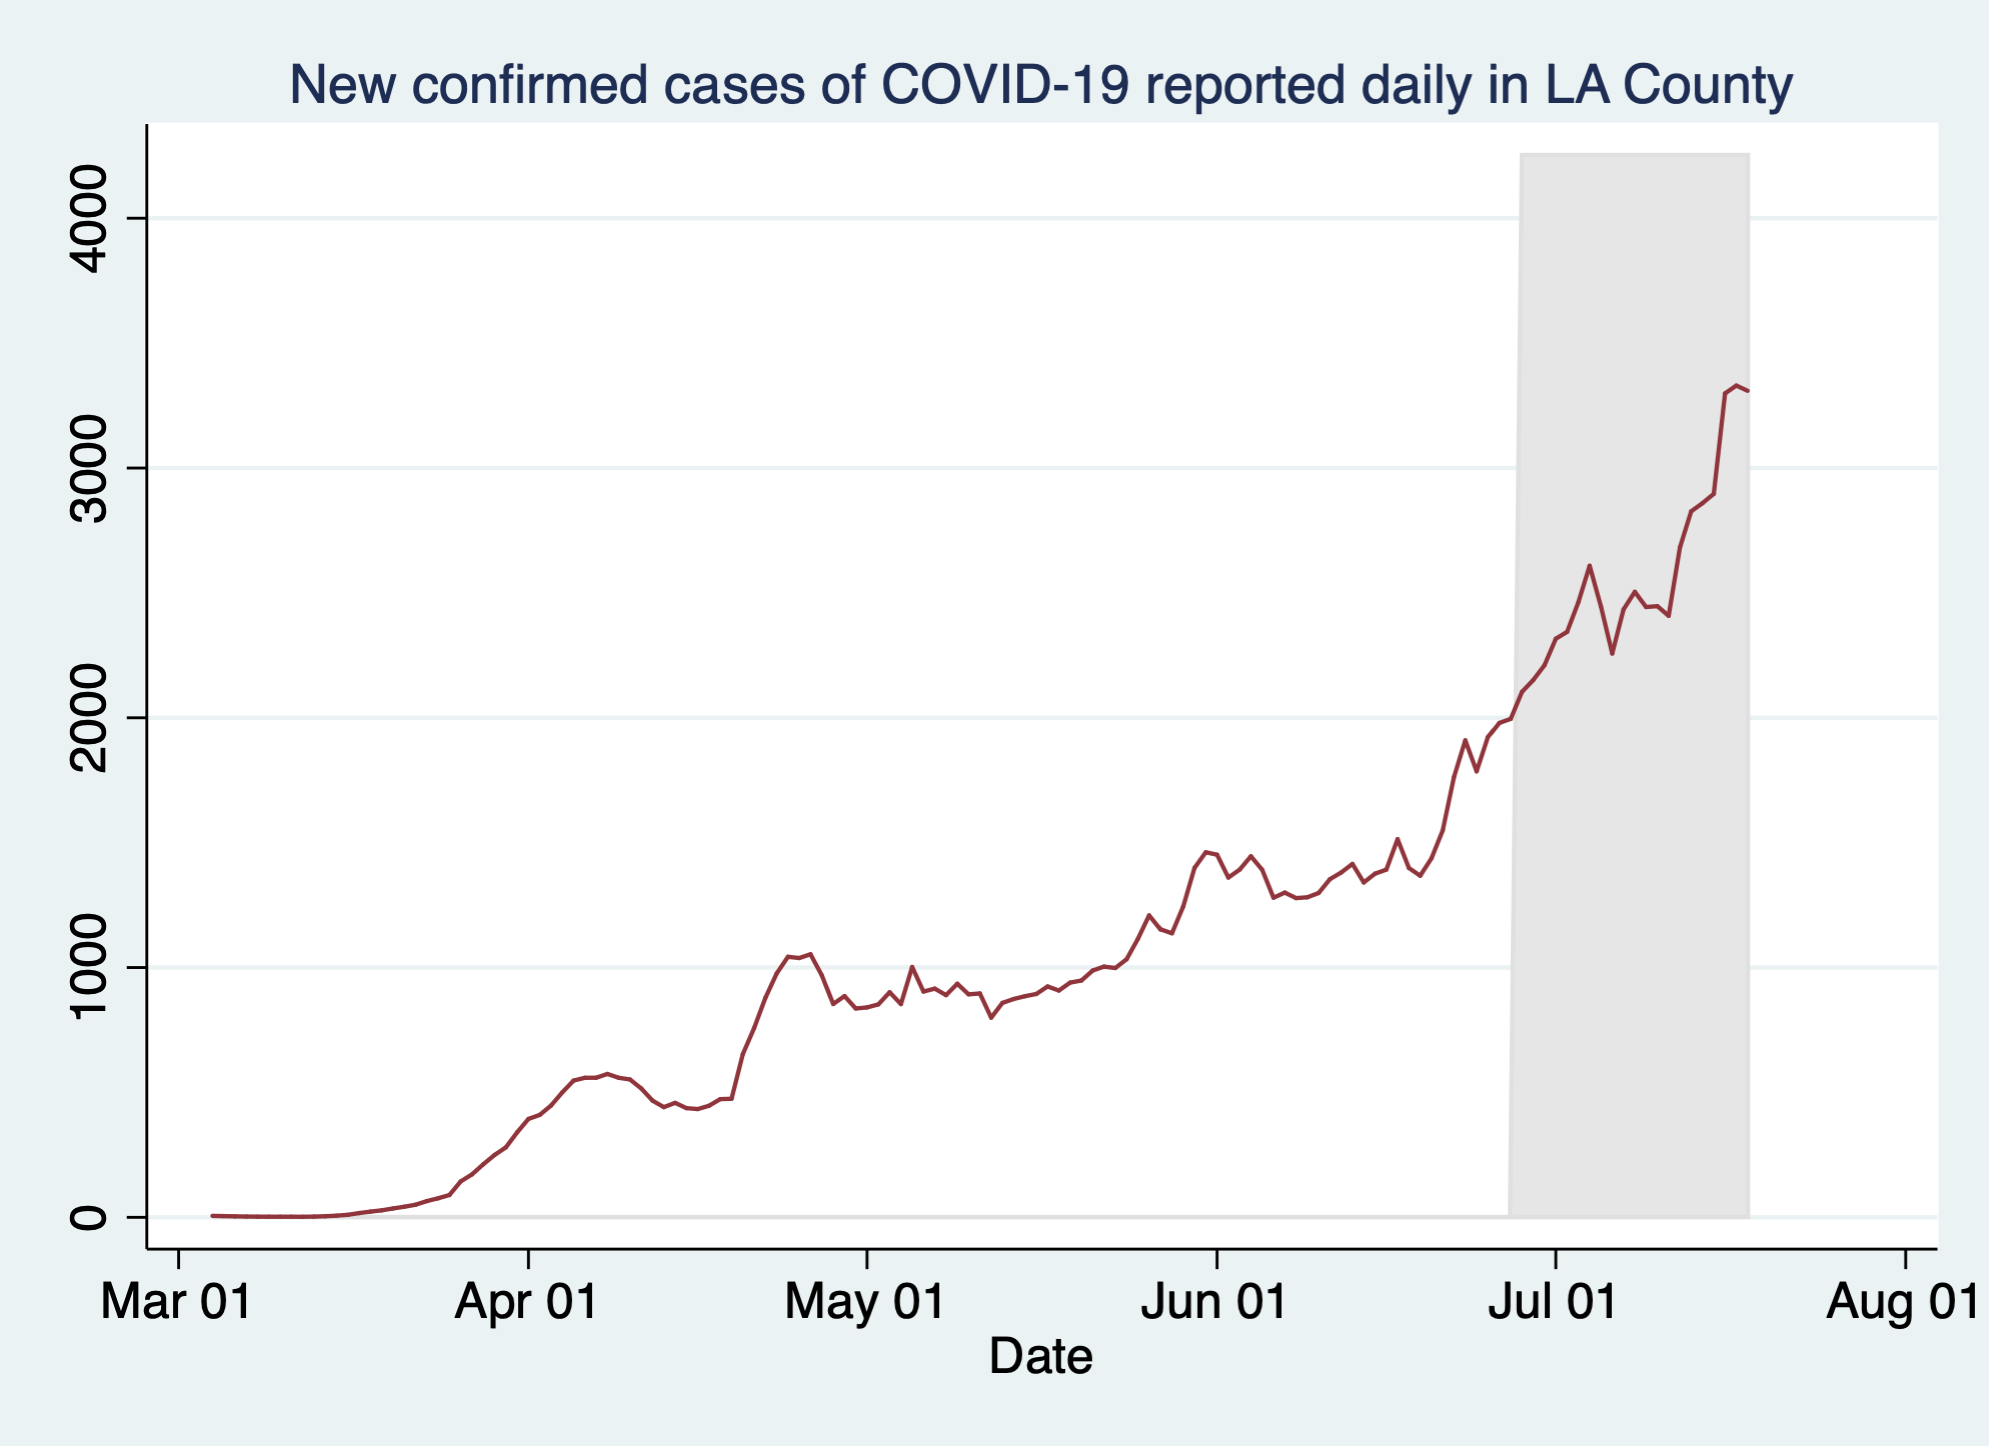 New confirmed cases of COVID-19 reported daily in LA County
4000
3000
2000
1000
0
Mar 01 Apr 01 May 01 Jun 01 Jul 01 Aug 01
Date